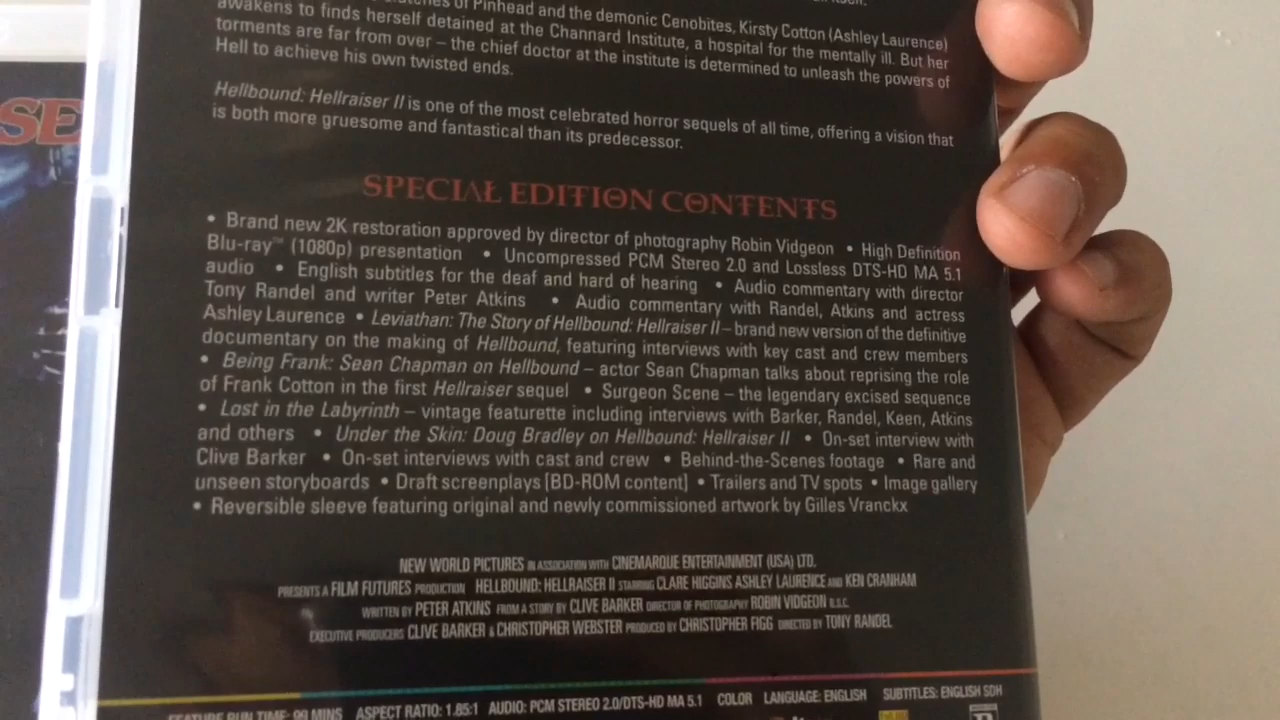 SE
of Pinhead and the demonic Cenobites, Kirsty Cotton (Ashley Laurence)
awakens to finds herself detained at the Channard Institute, a hospital for the mentally ill. But her
torments are far from over – the chief doctor at the institute is determined to unleash the powers of
Hell to achieve his own twisted ends.
Hellbound: Hellraiser II is one of the most celebrated horror sequels of all time, offering a vision that
is both more gruesome and fantastical than its predecessor.
SPECIAL EDITION CONTENTS
• Brand new 2K restoration approved by director of photography Robin Vidgeon • High Definition
Blu-ray™ (1080p) presentation • Uncompressed PCM Stereo 2.0 and Lossless DTS-HD MA 5.1
audio • English subtitles for the deaf and hard of hearing • Audio commentary with director
Tony Randel and writer Peter Atkins • Audio commentary with Randel, Atkins and actress
Ashley Laurence • Leviathan: The Story of Hellbound: Hellraiser II – brand new version of the definitive
documentary on the making of Hellbound, featuring interviews with key cast and crew members
• Being Frank: Sean Chapman on Hellbound – actor Sean Chapman talks about reprising the role
of Frank Cotton in the first Hellraiser sequel • Surgeon Scene – the legendary excised sequence
• Lost in the Labyrinth – vintage featurette including interviews with Barker, Randel, Keen, Atkins
and others • Under the Skin: Doug Bradley on Hellbound: Hellraiser II • On-set interview with
Clive Barker • On-set interviews with cast and crew • Behind-the-Scenes footage • Rare and
unseen storyboards • Draft screenplays [BD-ROM content] • Trailers and TV spots • Image gallery
• Reversible sleeve featuring original and newly commissioned artwork by Gilles Vranckx
NEW WORLD PICTURES IN ASSOCIATION WITH CINEMARQUE ENTERTAINMENT (USA) LTD.
PRESENTS A FILM FUTURES PRODUCTION HELLBOUND: HELLRAISER II STARRING CLARE HIGGINS ASHLEY LAURENCE AND KEN CRANHAM
WRITTEN BY PETER ATKINS FROM A STORY BY CLIVE BARKER DIRECTOR OF PHOTOGRAPHY ROBIN VIDGEON B.S.C.
EXECUTIVE PRODUCERS CLIVE BARKER & CHRISTOPHER WEBSTER PRODUCED BY CHRISTOPHER FIGG DIRECTED BY TONY RANDEL
FEATURE RUN TIME: 99 MINS ASPECT RATIO: 1.85:1 AUDIO: PCM STEREO 2.0/DTS-HD MA 5.1 COLOR LANGUAGE: ENGLISH SUBTITLES: ENGLISH SDH
R